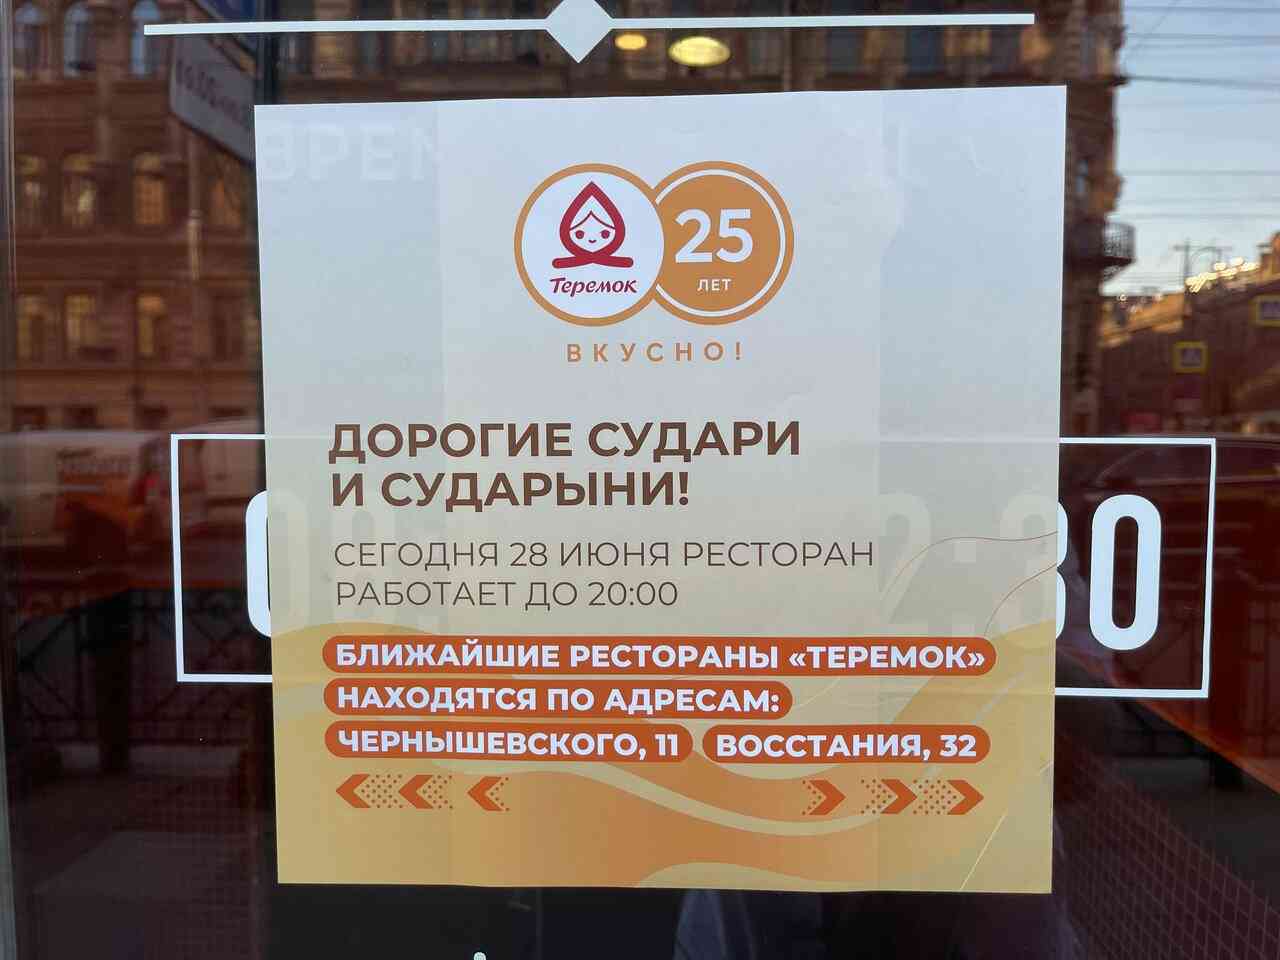 Теремок
25
ЛЕТ
ВКУСНО!
ДОРОГИЕ СУДАРИ
И СУДАРЫНИ!
СЕГОДНЯ 28 ИЮНЯ РЕСТОРАН
РАБОТАЕТ ДО 20:00
БЛИЖАЙШИЕ РЕСТОРАНЫ «ТЕРЕМОК»
НАХОДЯТСЯ ПО АДРЕСАМ:
ЧЕРНЫШЕВСКОГО, 11 ВОССТАНИЯ, 32